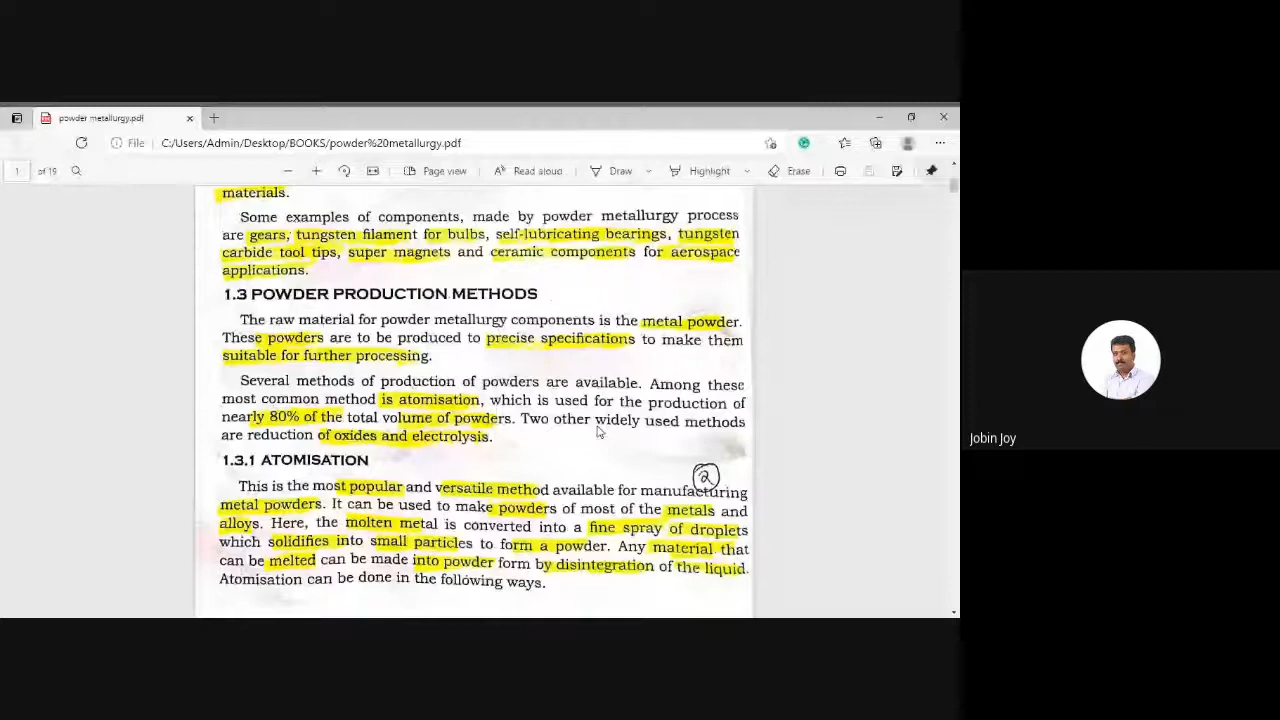 powder metallurgy.pdf
File C:/Users/Admin/Desktop/BOOKS/powder%20metallurgy.pdf
1 of 19 Page view Read aloud Draw Highlight Erase
materials.
Some examples of components, made by powder metallurgy process
are gears, tungsten filament for bulbs, self-lubricating bearings, tungsten
carbide tool tips, super magnets and ceramic components for aerospace
applications.
1.3 POWDER PRODUCTION METHODS
The raw material for powder metallurgy components is the metal powder.
These powders are to be produced to precise specifications to make them
suitable for further processing.
Several methods of production of powders are available. Among these
most common method is atomisation, which is used for the production of
nearly 80% of the total volume of powders. Two other widely used methods
are reduction of oxides and electrolysis.
1.3.1 ATOMISATION
2
This is the most popular and versatile method available for manufacturing
metal powders. It can be used to make powders of most of the metals and
alloys. Here, the molten metal is converted into a fine spray of droplets
which solidifies into small particles to form a powder. Any material that
can be melted can be made into powder form by disintegration of the liquid.
Atomisation can be done in the following ways.
Jobin Joy